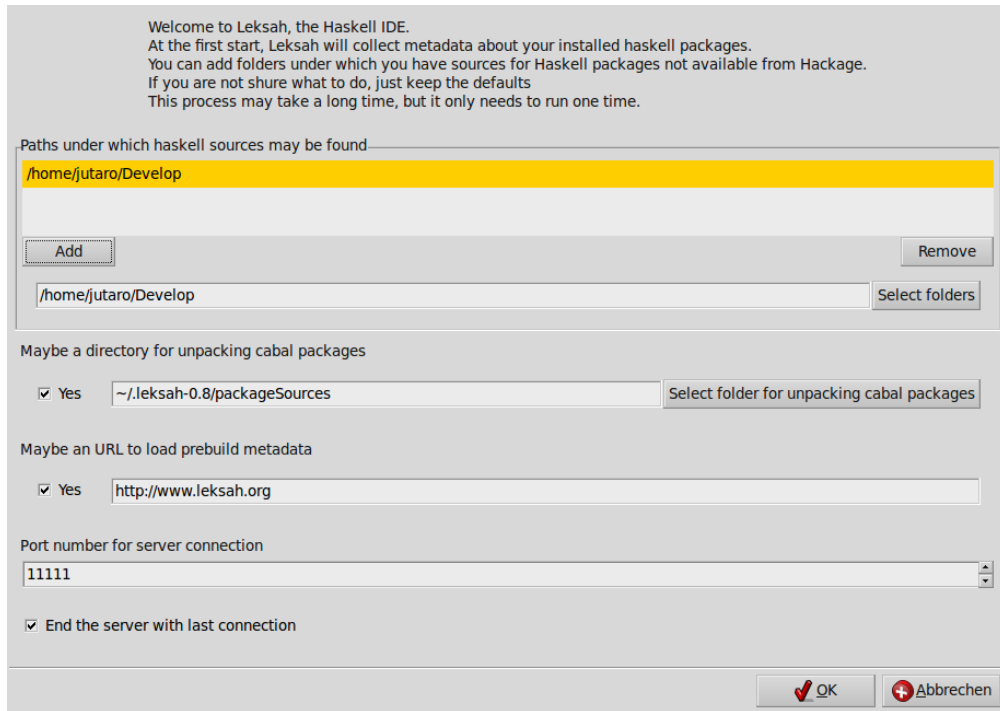 Welcome to Leksah, the Haskell IDE.
At the first start, Leksah will collect metadata about your installed haskell packages.
You can add folders under which you have sources for Haskell packages not available from Hackage.
If you are not shure what to do, just keep the defaults
This process may take a long time, but it only needs to run one time.
Paths under which haskell sources may be found
/home/jutaro/Develop
Add Remove
/home/jutaro/Develop Select folders
Maybe a directory for unpacking cabal packages
Yes ~/.leksah-0.8/packageSources Select folder for unpacking cabal packages
Maybe an URL to load prebuild metadata
Yes http://www.leksah.org
Port number for server connection
11111
End the server with last connection
OK Abbrechen